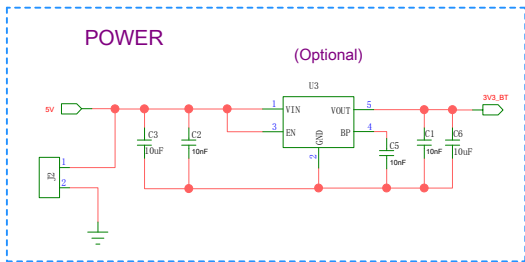 POWER
(Optional)
U3
5V
1 VIN VOUT 5
3V3_BT
3 EN BP 4
GND
2
C3
10uF
C2
10nF
C5
10nF
C1
10nF
C6
10uF
1
2